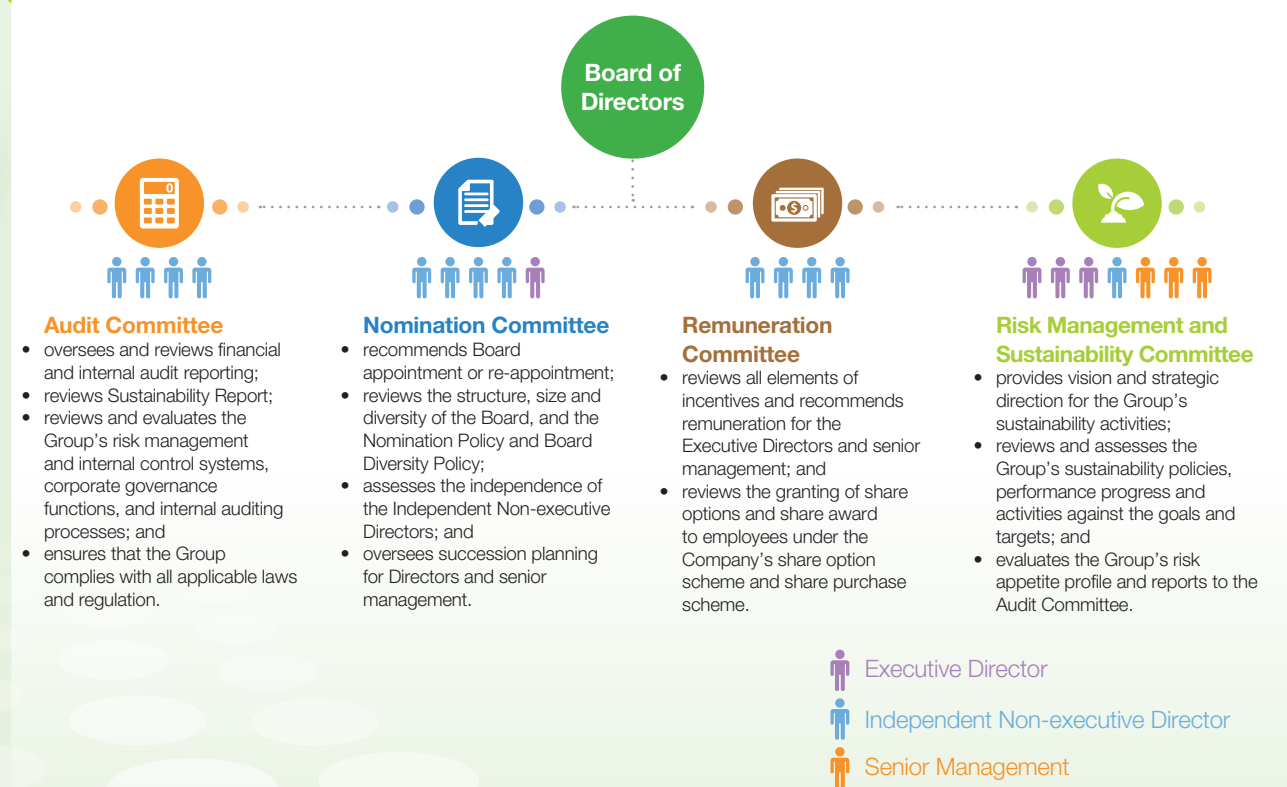 Board of
Directors
0
$
Audit Committee
• oversees and reviews financial
and internal audit reporting;
• reviews Sustainability Report;
• reviews and evaluates the
Group's risk management
and internal control systems,
corporate governance
functions, and internal auditing
processes; and
• ensures that the Group
complies with all applicable laws
and regulation.
Nomination Committee
• recommends Board
appointment or re-appointment;
• reviews the structure, size and
diversity of the Board, and the
Nomination Policy and Board
Diversity Policy;
• assesses the independence of
the Independent Non-executive
Directors; and
• oversees succession planning
for Directors and senior
management.
Remuneration
Committee
• reviews all elements of
incentives and recommends
remuneration for the
Executive Directors and senior
management; and
• reviews the granting of share
options and share award
to employees under the
Company's share option
scheme and share purchase
scheme.
Risk Management and
Sustainability Committee
• provides vision and strategic
direction for the Group's
sustainability activities;
• reviews and assesses the
Group's sustainability policies,
performance progress and
activities against the goals and
targets; and
• evaluates the Group's risk
appetite profile and reports to the
Audit Committee.
Executive Director
Independent Non-executive Director
Senior Management